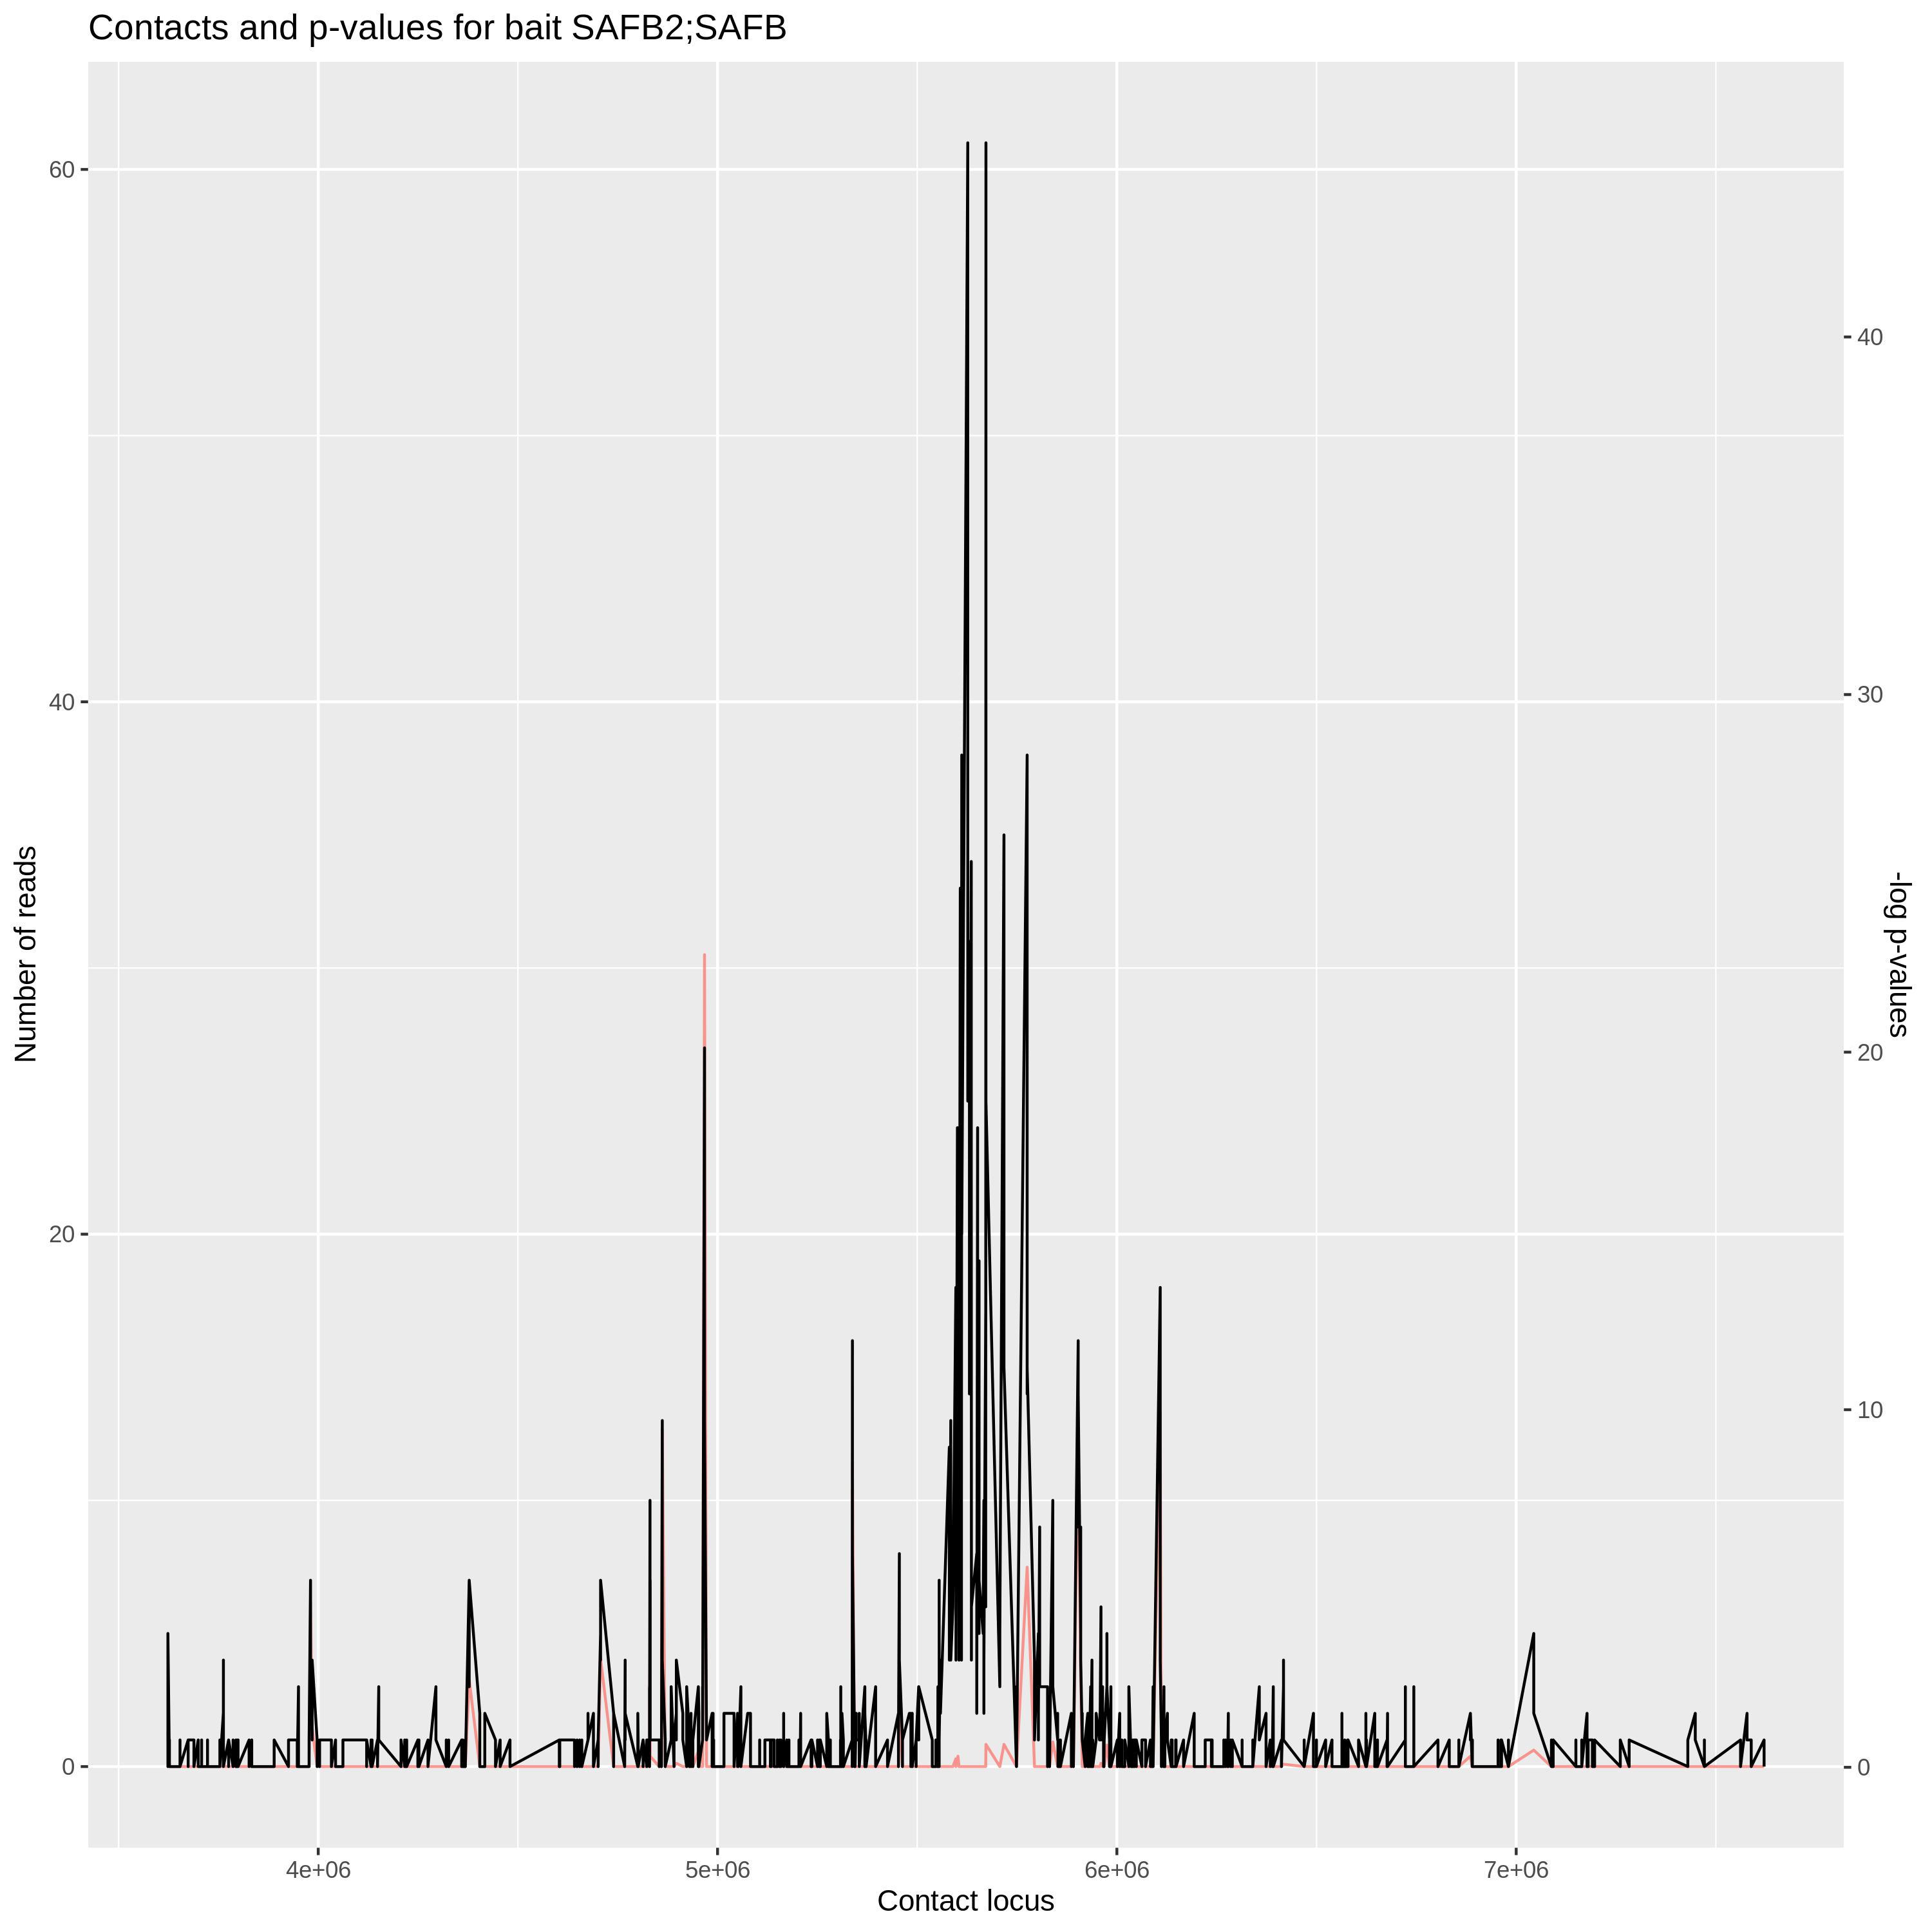 Contacts and p-values for bait SAFB2;SAFB
60
40
20
0
Number of reads
40
30
20
10
0
-log p-values
4e+06
5e+06
6e+06
7e+06
Contact locus